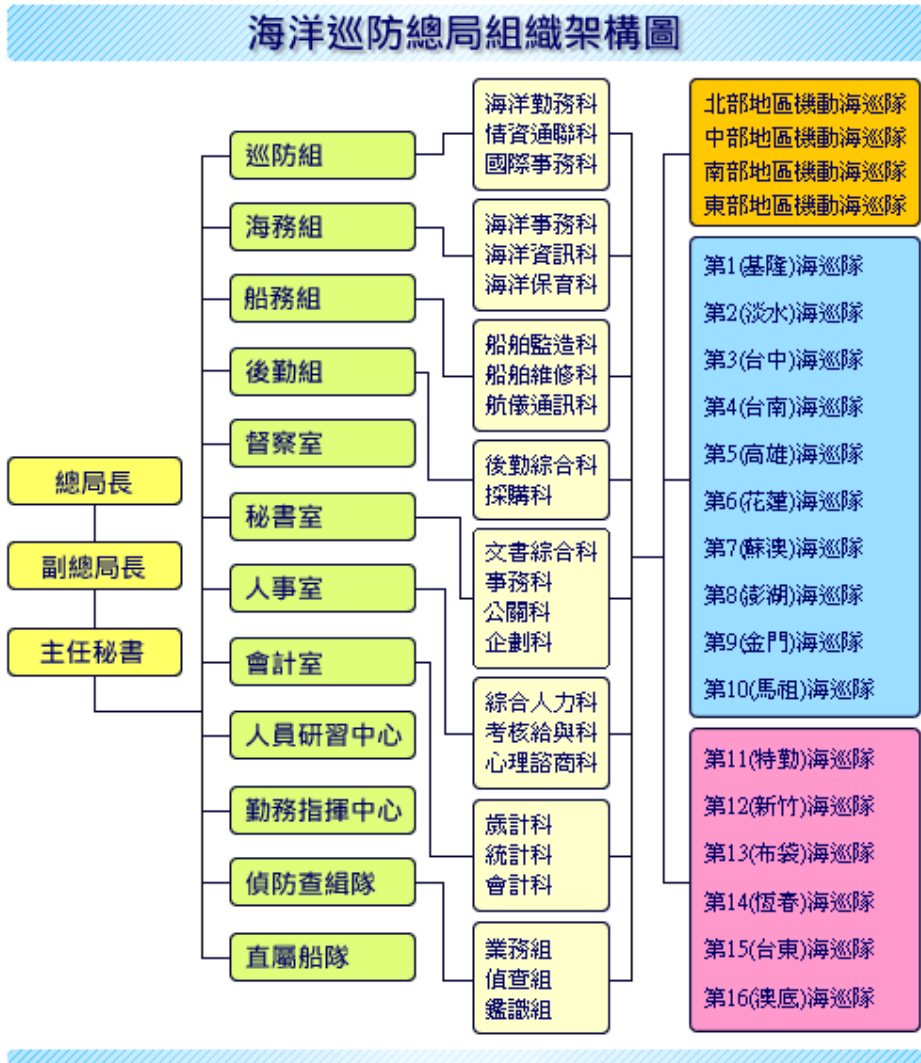 海洋巡防總局組織架構圖
總局長
副總局長
主任秘書
巡防組
海務組
船務組
後勤組
督察室
秘書室
人事室
會計室
人員研習中心
勤務指揮中心
偵防查緝隊
直屬船隊
海洋勤務科
情資通聯科
國際事務科
海洋事務科
海洋資訊科
海洋保育科
船舶監造科
船舶維修科
航儀通訊科
後勤綜合科
採購科
文書綜合科
事務科
公關科
企劃科
綜合人力科
考核給與科
心理諮商科
歲計科
統計科
會計科
業務組
偵查組
鑑識組
北部地區機動海巡隊
中部地區機動海巡隊
南部地區機動海巡隊
東部地區機動海巡隊
第1(基隆)海巡隊
第2(淡水)海巡隊
第3(台中)海巡隊
第4(台南)海巡隊
第5(高雄)海巡隊
第6(花蓮)海巡隊
第7(蘇澳)海巡隊
第8(澎湖)海巡隊
第9(金門)海巡隊
第10(馬祖)海巡隊
第11(特勤)海巡隊
第12(新竹)海巡隊
第13(布袋)海巡隊
第14(恆春)海巡隊
第15(台東)海巡隊
第16(澳底)海巡隊